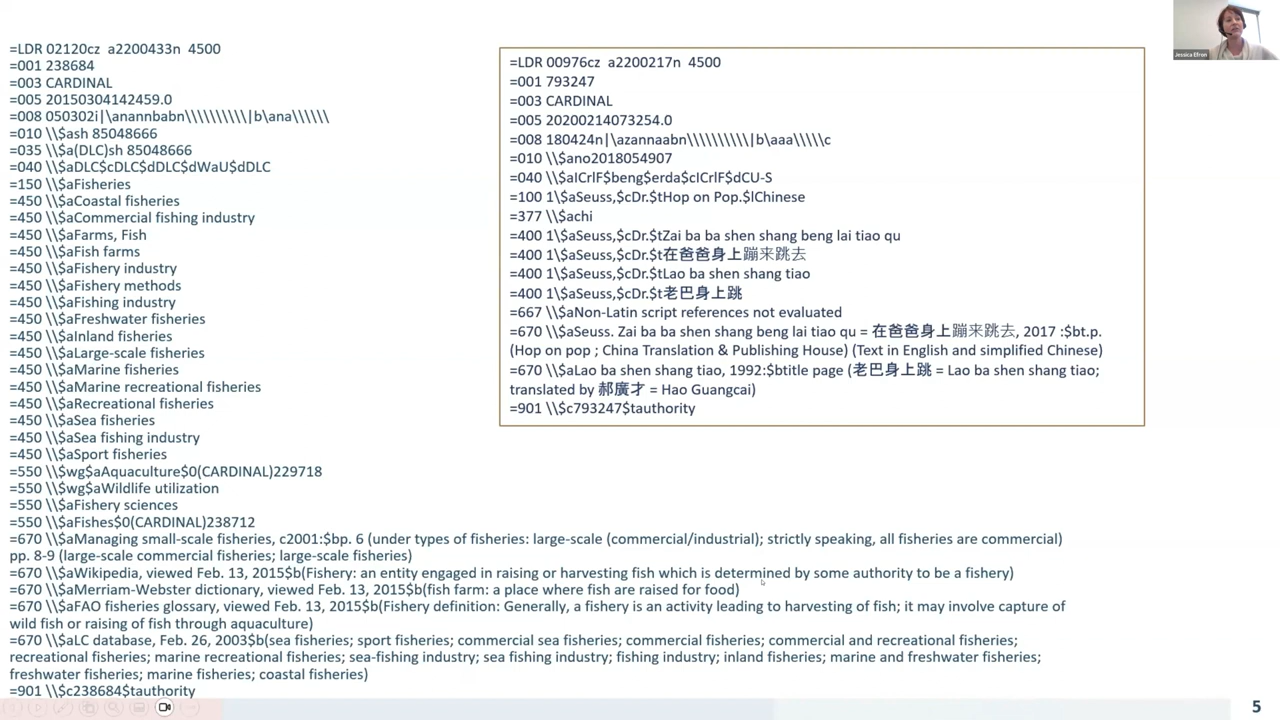 =LDR 02120cz  a2200433n  4500
=001 238684
=003 CARDINAL
=005 20150304142459.0
=008 050302i|\anannbabn\\\\\\\\\\|b\ana\\\\\\
=010 \\$ash 85048666
=035 \\$a(DLC)sh 85048666
=040 \\$aDLC$cDLC$dDLC$dWaU$dDLC
=150 \\$aFisheries
=450 \\$aCoastal fisheries
=450 \\$aCommercial fishing industry
=450 \\$aFarms, Fish
=450 \\$aFish farms
=450 \\$aFishery industry
=450 \\$aFishery methods
=450 \\$aFishing industry
=450 \\$aFreshwater fisheries
=450 \\$aInland fisheries
=450 \\$aLarge-scale fisheries
=450 \\$aMarine fisheries
=450 \\$aMarine recreational fisheries
=450 \\$aRecreational fisheries
=450 \\$aSea fisheries
=450 \\$aSea fishing industry
=450 \\$aSport fisheries
=550 \\$wg$aAquaculture$0(CARDINAL)229718
=550 \\$wg$aWildlife utilization
=550 \\$aFishery sciences
=550 \\$aFishes$0(CARDINAL)238712
=670 \\$aManaging small-scale fisheries, c2001:$bp. 6 (under types of fisheries: large-scale (commercial/industrial); strictly speaking, all fisheries are commercial)
pp. 8-9 (large-scale commercial fisheries; large-scale fisheries)
=670 \\$aWikipedia, viewed Feb. 13, 2015$b(Fishery: an entity engaged in raising or harvesting fish which is determined by some authority to be a fishery)
=670 \\$aMerriam-Webster dictionary, viewed Feb. 13, 2015$b(fish farm: a place where fish are raised for food)
=670 \\$aFAO fisheries glossary, viewed Feb. 13, 2015$b(Fishery definition: Generally, a fishery is an activity leading to harvesting of fish; it may involve capture of
wild fish or raising of fish through aquaculture)
=670 \\$aLC database, Feb. 26, 2003$b(sea fisheries; sport fisheries; commercial sea fisheries; commercial fisheries; commercial and recreational fisheries;
recreational fisheries; marine recreational fisheries; sea-fishing industry; sea fishing industry; fishing industry; inland fisheries; marine and freshwater fisheries;
freshwater fisheries; marine fisheries; coastal fisheries)
=901 \\$c238684$tauthority
=LDR 00976cz  a2200217n  4500
=001 793247
=003 CARDINAL
=005 20200214073254.0
=008 180424n|\azannaabn\\\\\\\\\\|b\aaa\\\\\c
=010 \\$ano2018054907
=040 \\$aICrlF$beng$erda$cICrlF$dCU-S
=100 1\$aSeuss,$cDr.$tHop on Pop.$lChinese
=377 \\$achi
=400 1\$aSeuss,$cDr.$tZai ba ba shen shang beng lai tiao qu
=400 1\$aSeuss,$cDr.$t在爸爸身上蹦来跳去
=400 1\$aSeuss,$cDr.$tLao ba shen shang tiao
=400 1\$aSeuss,$cDr.$t老巴身上跳
=667 \\$aNon-Latin script references not evaluated
=670 \\$aSeuss. Zai ba ba shen shang beng lai tiao qu = 在爸爸身上蹦来跳去, 2017 :$bt.p.
(Hop on pop ; China Translation & Publishing House) (Text in English and simplified Chinese)
=670 \\$aLao ba shen shang tiao, 1992:$btitle page (老巴身上跳 = Lao ba shen shang tiao;
translated by 郝廣才 = Hao Guangcai)
=901 \\$c793247$tauthority
Jessica Efron
5